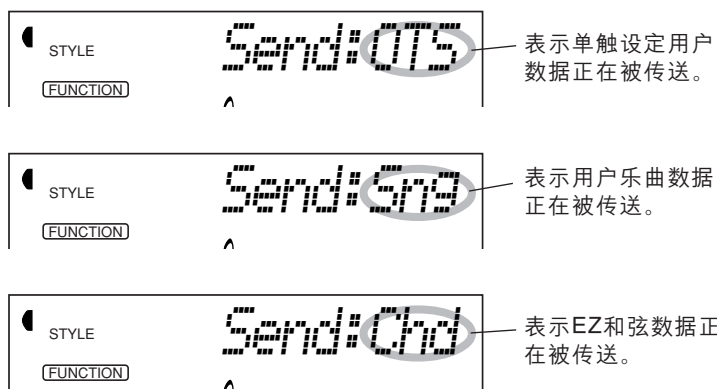 STYLE
Send:OTS
FUNCTION
表示单触设定用户
数据正在被传送。
STYLE
Send:Sng
FUNCTION
表示用户乐曲数据
正在被传送。
STYLE
Send:Chd
FUNCTION
表示EZ和弦数据正
在被传送。